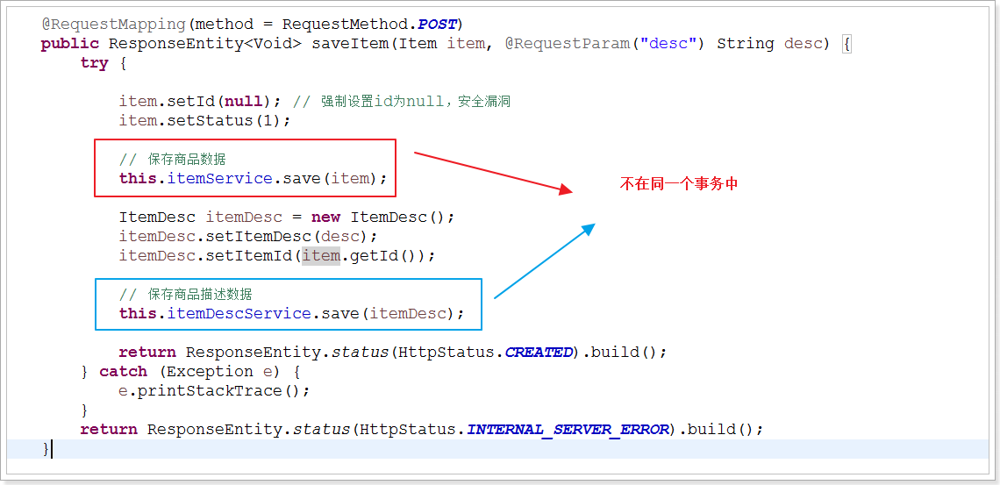 @RequestMapping(method = RequestMethod.POST)
public ResponseEntity<Void> saveItem(Item item, @RequestParam("desc") String desc) {
try {
item.setId(null); // 强制设置id为null，安全漏洞
item.setStatus(1);
// 保存商品数据
this.itemService.save(item);
不在同一个事务中
ItemDesc itemDesc = new ItemDesc();
itemDesc.setItemDesc(desc);
itemDesc.setItemId(item.getId());
// 保存商品描述数据
this.itemDescService.save(itemDesc);
return ResponseEntity.status(HttpStatus.CREATED).build();
} catch (Exception e) {
e.printStackTrace();
}
return ResponseEntity.status(HttpStatus.INTERNAL_SERVER_ERROR).build();
}